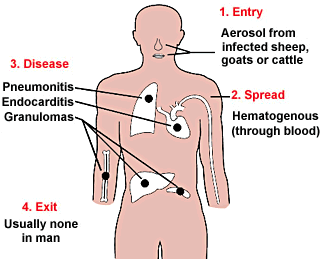 1. Entry
Aerosol from
infected sheep,
goats or cattle
3. Disease
Pneumonitis
Endocarditis
Granulomas
2. Spread
Hematogenous
(through blood)
4. Exit
Usually none
in man